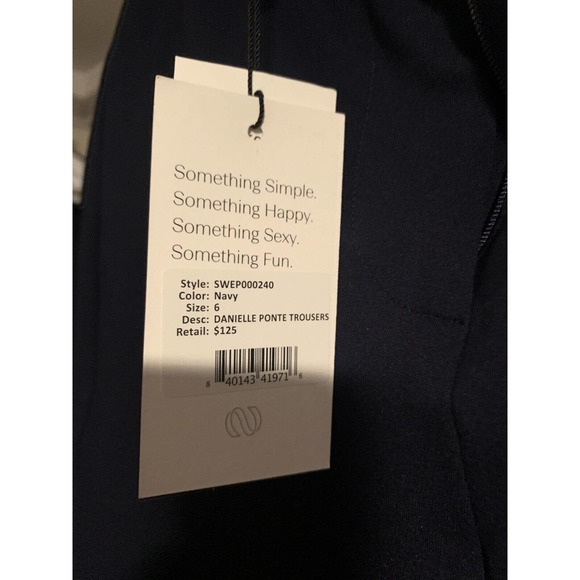 Something Simple.
Something Happy.
Something Sexy.
Something Fun.
Style: SWEP000240
Color: Navy
Size: 6
Desc: DANIELLE PONTE TROUSERS
Retail: $125
8 40143 41971 6